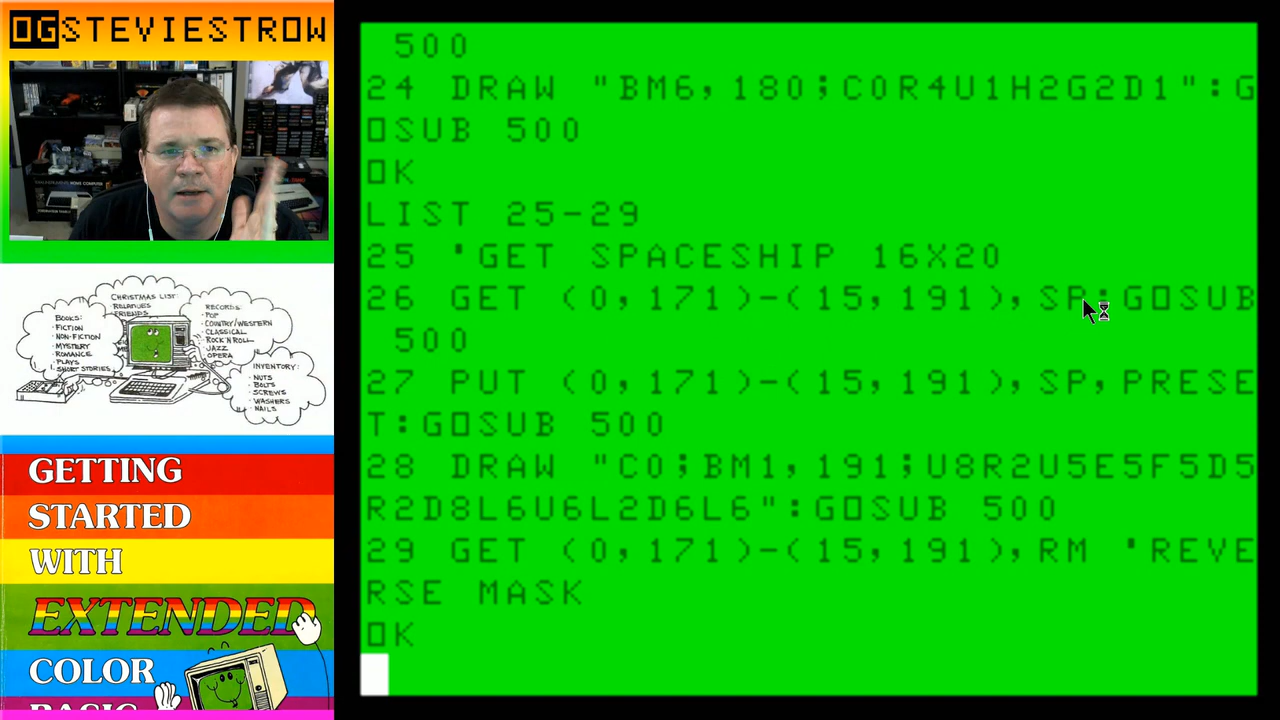 OGSTEVIESTROW
500
24 DRAW "BM6,180;C0R4U1H2G2D1":G
OSUB 500
OK
LIST 25-29
25 'GET SPACESHIP 16X20
26 GET (0,171)-(15,191),SP:GOSUB
500
27 PUT (0,171)-(15,191),SP,PRESE
T:GOSUB 500
28 DRAW "C0;BM1,191;U8R2U5E5F5D5
R2D8L6U6L2D6L6":GOSUB 500
29 GET (0,171)-(15,191),RM 'REVE
RSE MASK
OK
CHRISTMAS LIST:
RELATIVES
FRIENDS
BOOKS:
FICTION
NON-FICTION
MYSTERY
ROMANCE
PLAYS
SHORT STORIES
RECORDS:
POP
COUNTRY/WESTERN
CLASSICAL
ROCK'N ROLL
JAZZ
OPERA
INVENTORY:
NUTS
BOLTS
SCREWS
WASHERS
NAILS
GETTING
STARTED
WITH
EXTENDED
COLOR
BASIC